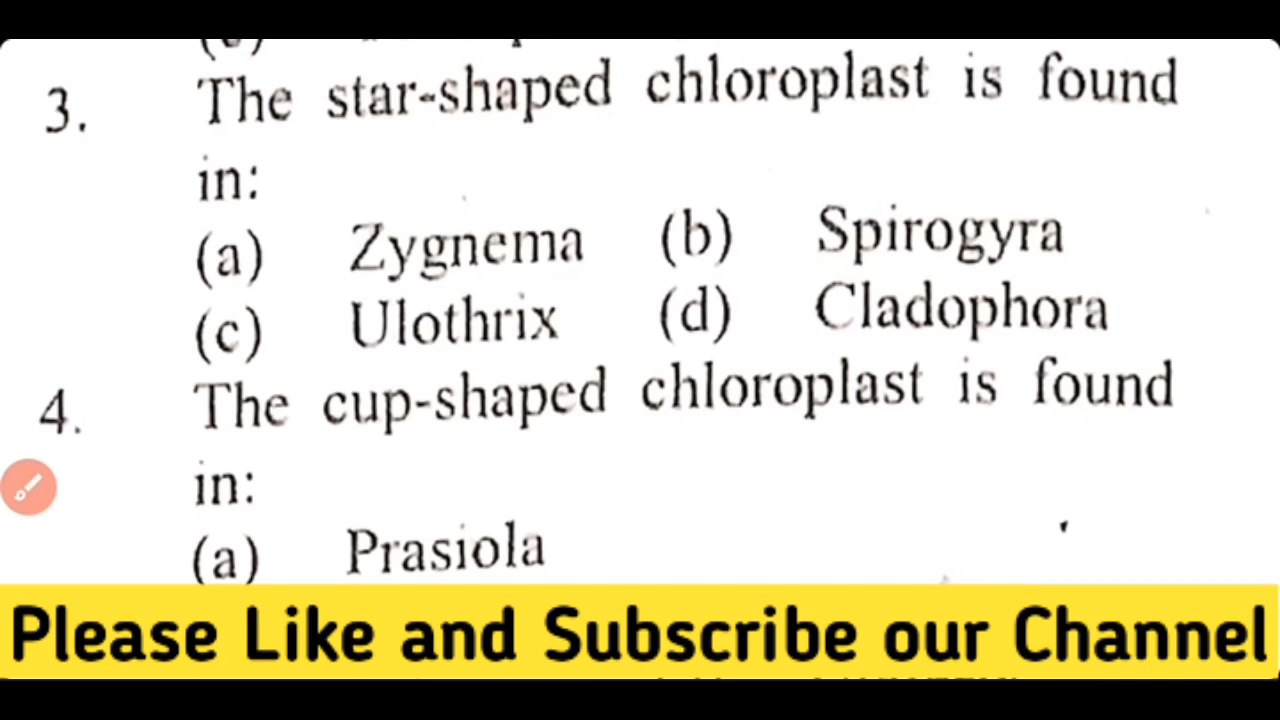 3. The star-shaped chloroplast is found
in:
(a) Zygnema (b) Spirogyra
(c) Ulothrix (d) Cladophora
4. The cup-shaped chloroplast is found
in:
(a) Prasiola
Please Like and Subscribe our Channel